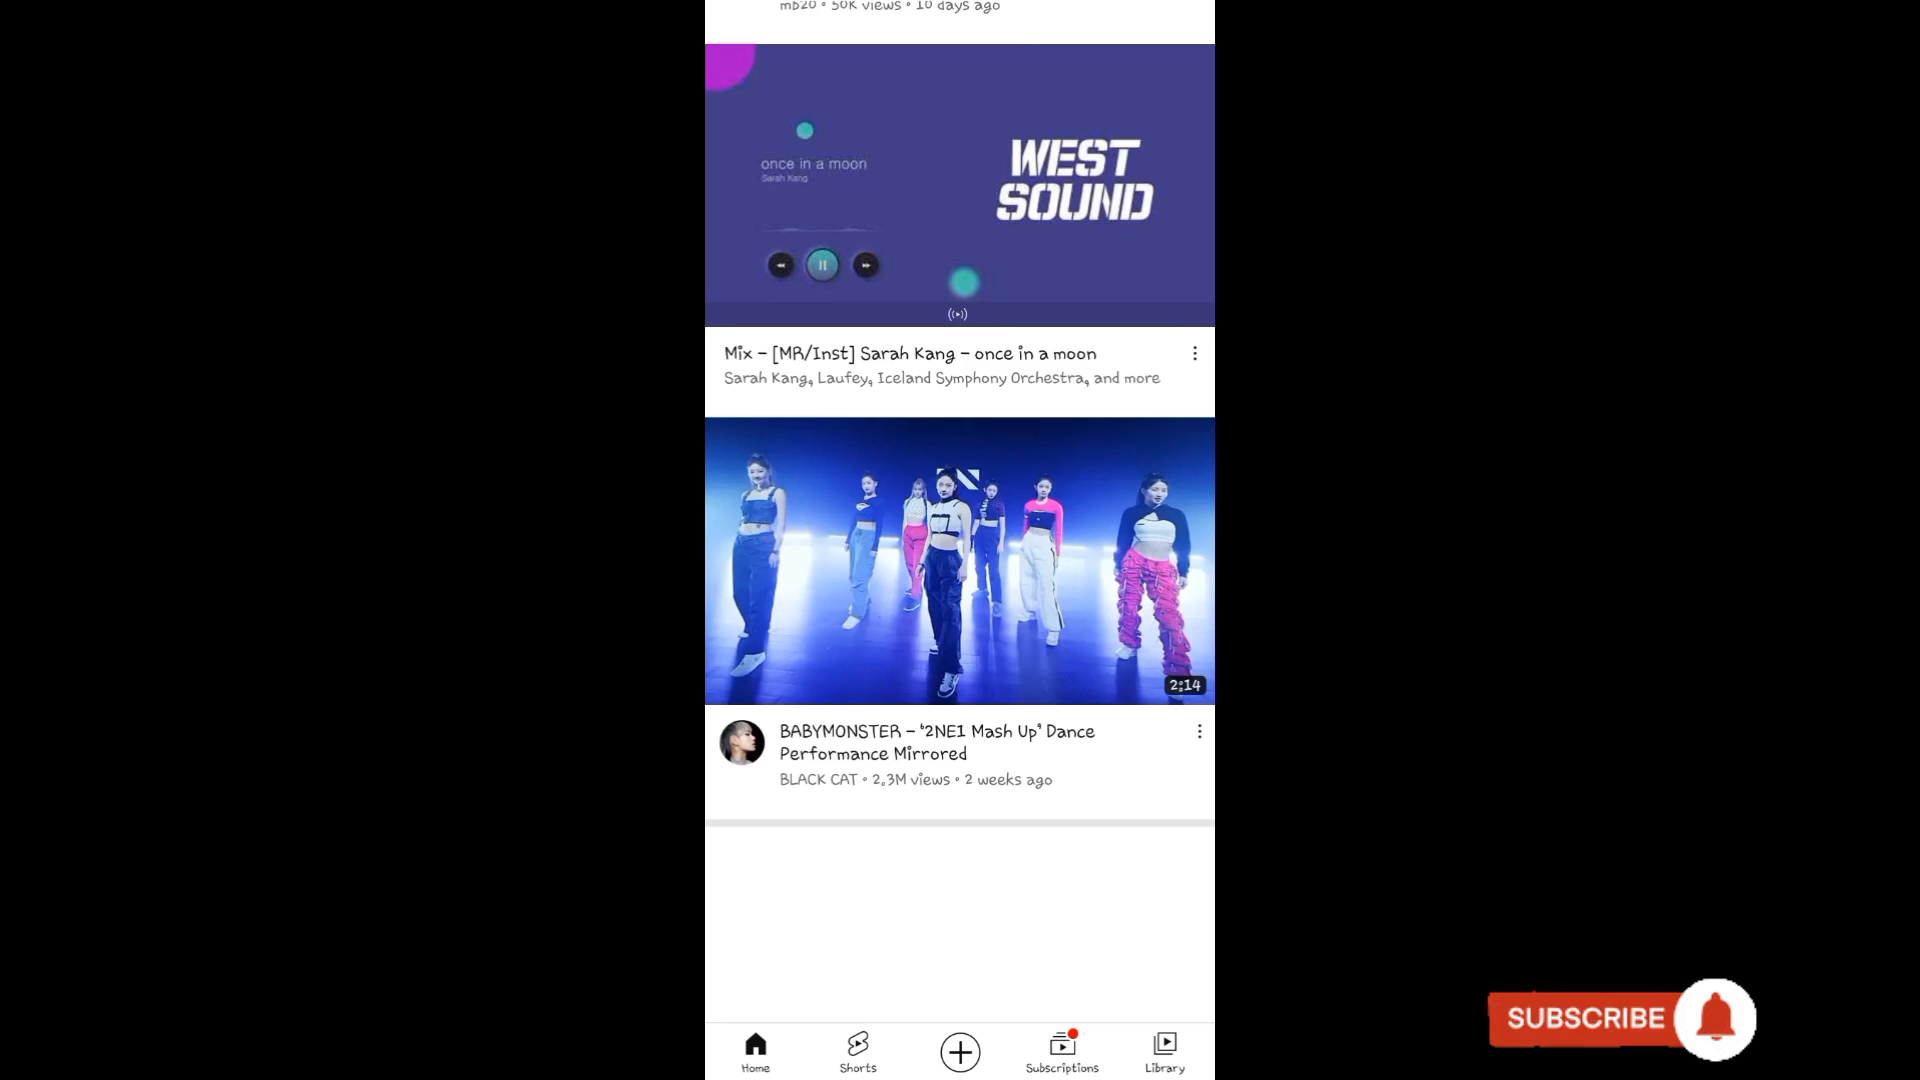 mb20 • 50K views • 10 days ago
once in a moon
Sarah Kang
WEST
SOUND
Mix - [MR/Inst] Sarah Kang - once in a moon
Sarah Kang, Laufey, Iceland Symphony Orchestra, and more
2:14
BABYMONSTER - '2NE1 Mash Up' Dance
Performance Mirrored
BLACK CAT • 2.3M views • 2 weeks ago
SUBSCRIBE
Home
Shorts
Subscriptions
Library